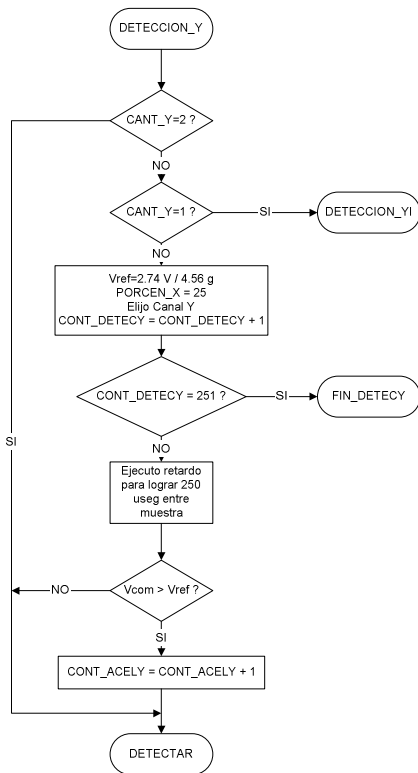 DETECCION_Y
CANT_Y=2 ?
NO
CANT_Y=1 ?
SI
DETECCION_YI
NO
Vref=2.74 V / 4.56 g
PORCEN_X = 25
Elijo Canal Y
CONT_DETECY = CONT_DETECY + 1
CONT_DETECY = 251 ?
SI
FIN_DETECY
SI
NO
Ejecuto retardo
para lograr 250
useg entre
muestra
NO
Vcom > Vref ?
SI
CONT_ACELY = CONT_ACELY + 1
DETECTAR